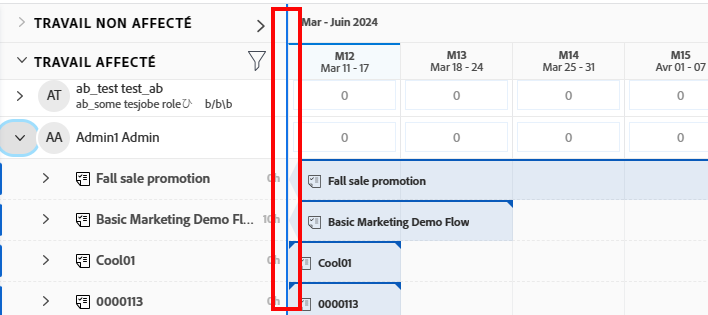 TRAVAIL NON AFFECTÉ
Mar - Juin 2024
TRAVAIL AFFECTÉ
M12 M13 M14 M15
Mar 11 - 17 Mar 18 - 24 Mar 25 - 31 Avr 01 - 07
AT ab_test test_ab
ab_some tesjobe roleひ b/b\b
0 0 0 0
AA Admin1 Admin 0 0 0 0
Fall sale promotion 0h Fall sale promotion
Basic Marketing Demo Fl... 10h Basic Marketing Demo Flow
Cool01 0h Cool01
0000113 0h 0000113